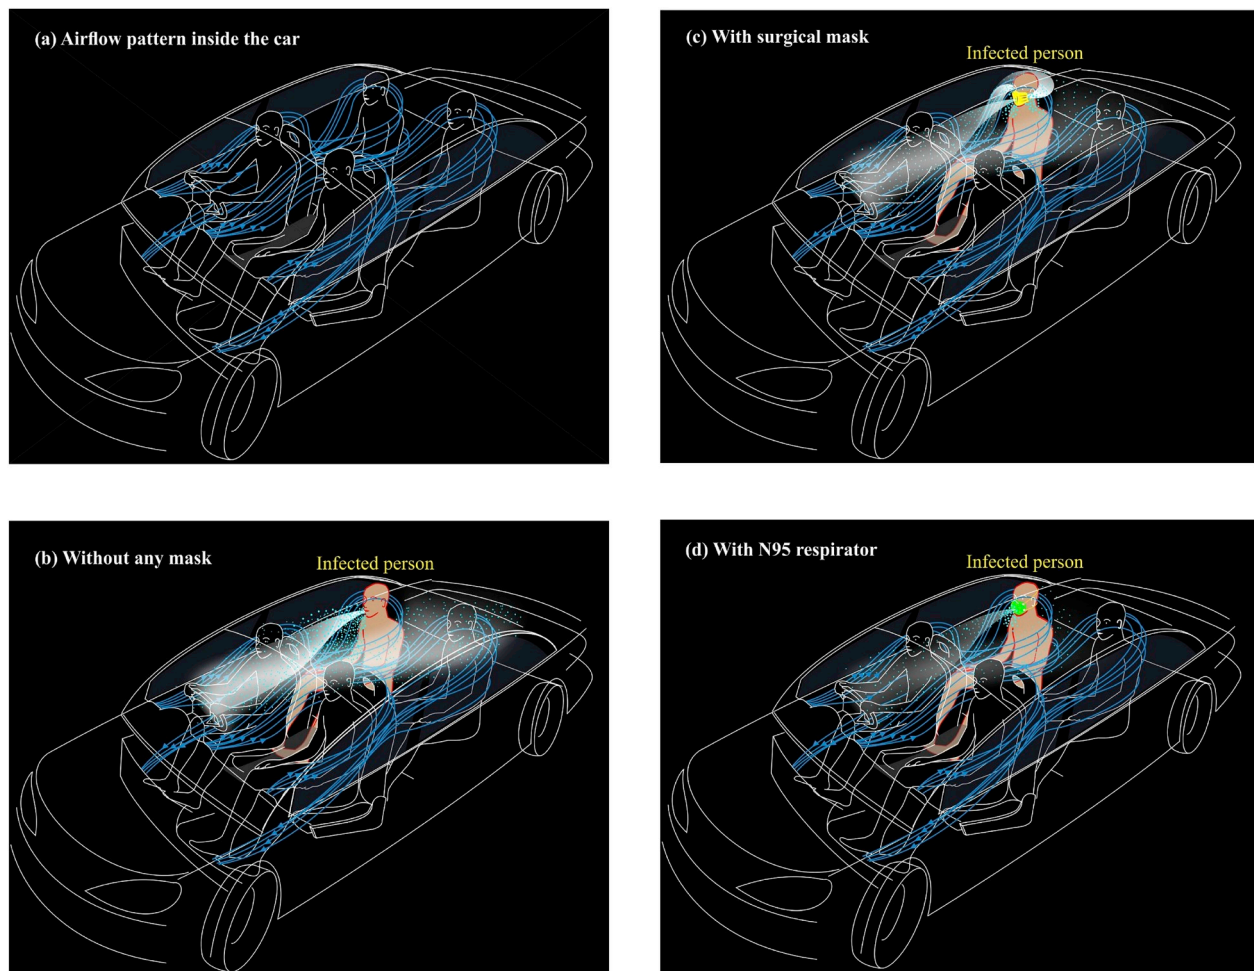 (a) Airflow pattern inside the car
(c) With surgical mask
Infected person
(b) Without any mask
Infected person
(d) With N95 respirator
Infected person